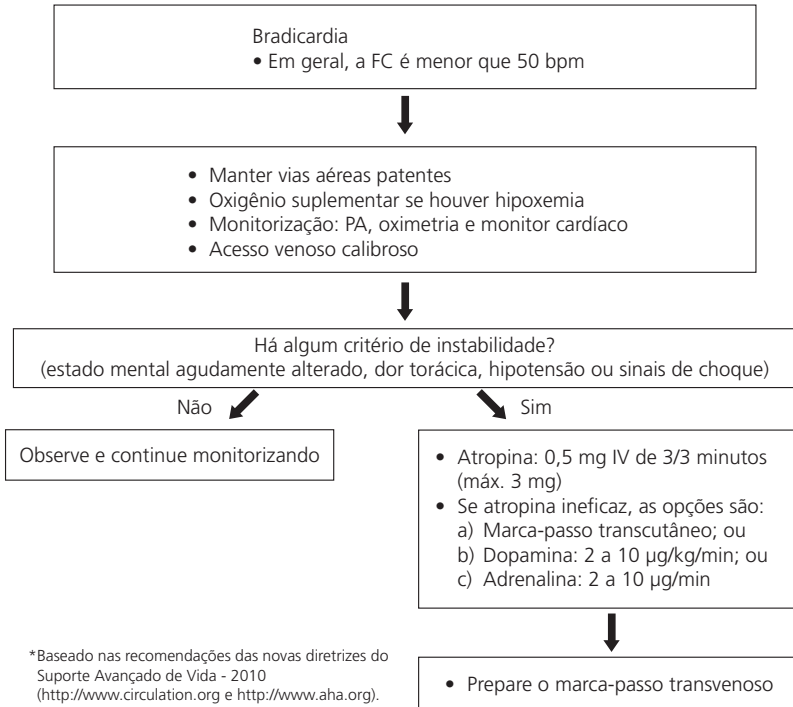 Bradicardia
• Em geral, a FC é menor que 50 bpm
• Manter vias aéreas patentes
• Oxigênio suplementar se houver hipoxemia
• Monitorização: PA, oximetria e monitor cardíaco
• Acesso venoso calibroso
Há algum critério de instabilidade?
(estado mental agudamente alterado, dor torácica, hipotensão ou sinais de choque)
Não
Sim
Observe e continue monitorizando
• Atropina: 0,5 mg IV de 3/3 minutos
(máx. 3 mg)
• Se atropina ineficaz, as opções são:
a) Marca-passo transcutâneo; ou
b) Dopamina: 2 a 10 µg/kg/min; ou
c) Adrenalina: 2 a 10 µg/min
• Prepare o marca-passo transvenoso
*Baseado nas recomendações das novas diretrizes do
Suporte Avançado de Vida - 2010
(http://www.circulation.org e http://www.aha.org).